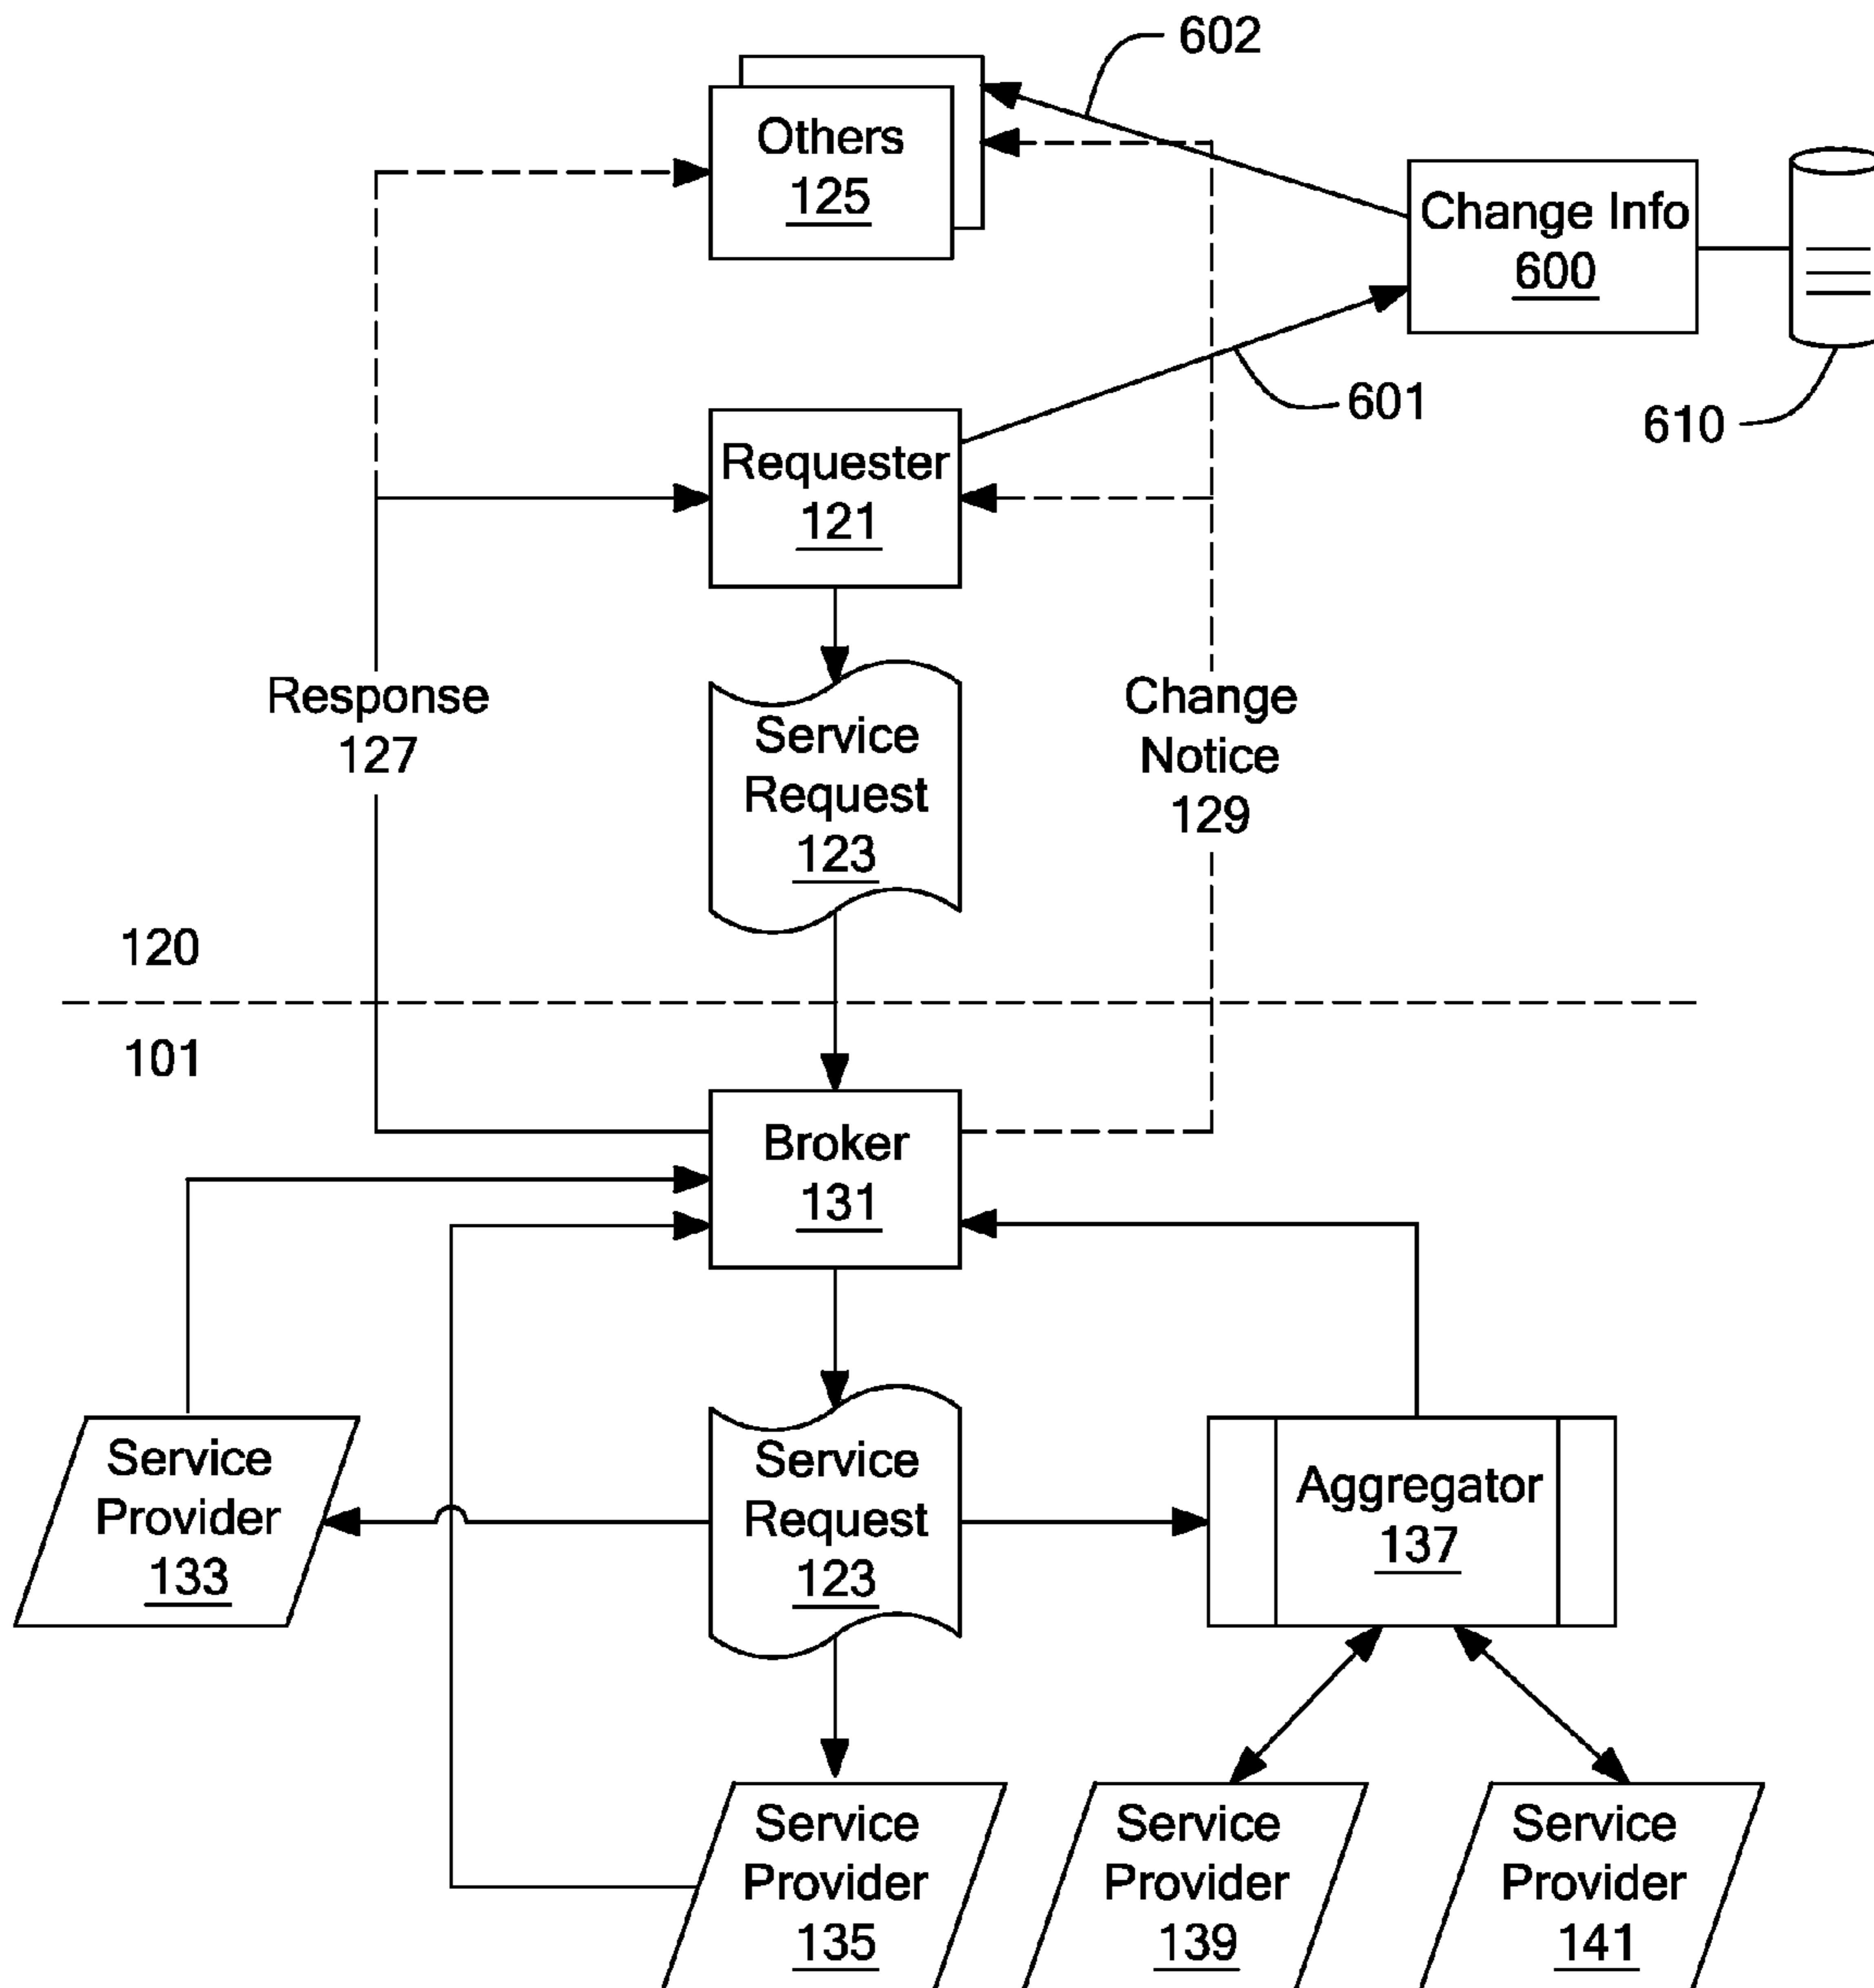 602
Others
125
Change Info
600
601
610
Requester
121
Response
127
Service
Request
123
Change
Notice
129
120
101
Broker
131
Service
Provider
133
Service
Request
123
Aggregator
137
Service
Provider
135
Service
Provider
139
Service
Provider
141